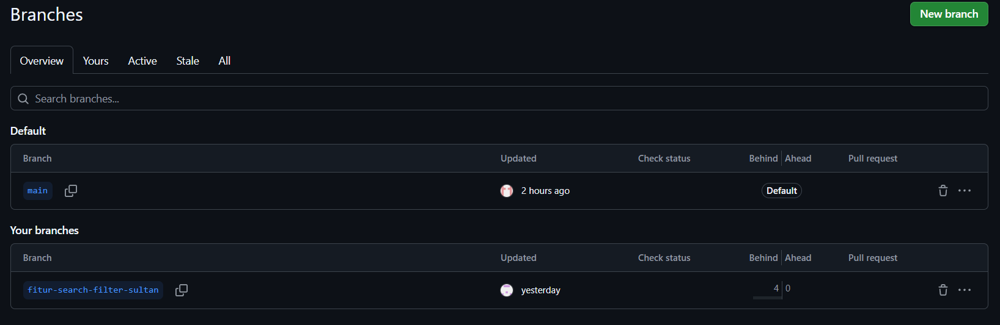 Branches
New branch
Overview Yours Active Stale All
Search branches...
Default
Branch Updated Check status Behind Ahead Pull request
main 2 hours ago Default
Your branches
Branch Updated Check status Behind Ahead Pull request
fitur-search-filter-sultan yesterday 4 0